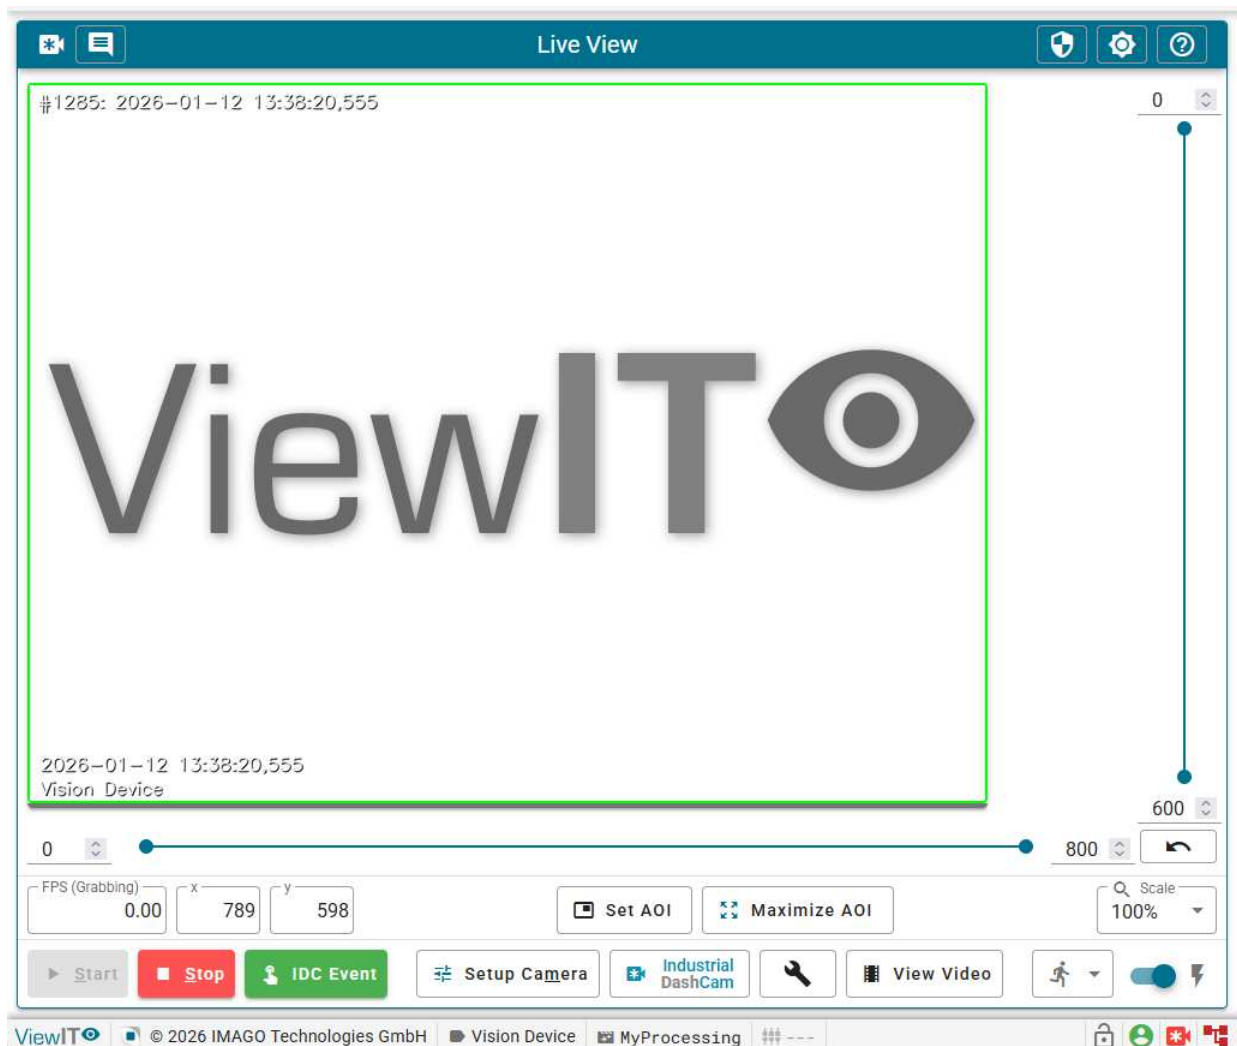 Live View
#1285: 2026-01-12 13:38:20,555
0
ViewIT
2026-01-12 13:38:20,555
Vision Device
600
0
800
FPS (Grabbing)
0.00
x
789
y
598
Set AOI
Maximize AOI
Scale
100%
Start
Stop
IDC Event
Setup Camera
Industrial
DashCam
View Video
ViewIT © 2026 IMAGO Technologies GmbH Vision Device MyProcessing ---